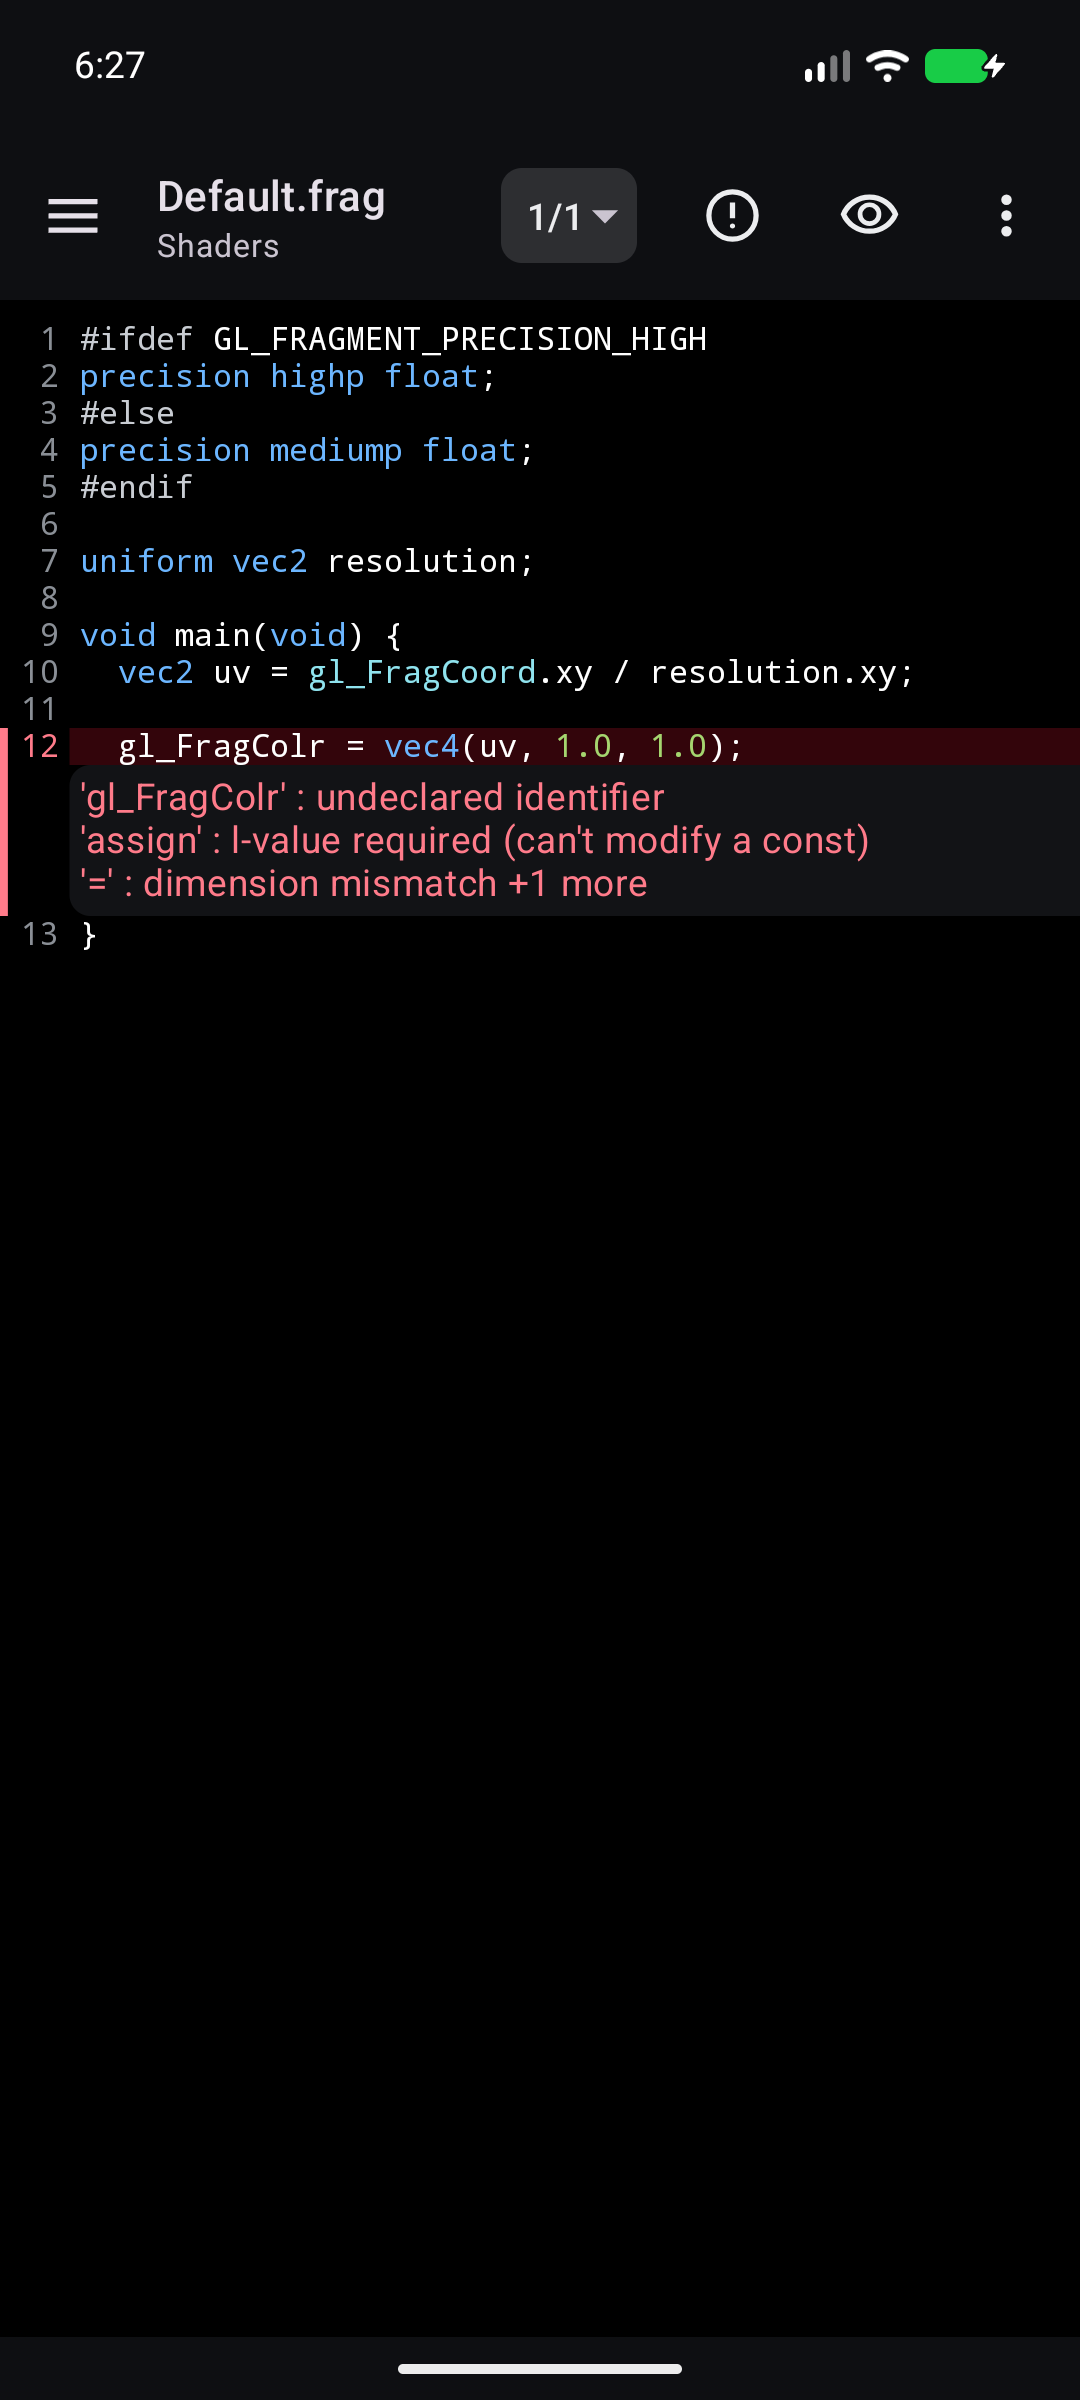 6:27
Default.frag
Shaders
1/1
1 #ifdef GL_FRAGMENT_PRECISION_HIGH
2 precision highp float;
3 #else
4 precision mediump float;
5 #endif
6
7 uniform vec2 resolution;
8
9 void main(void) {
10   vec2 uv = gl_FragCoord.xy / resolution.xy;
11
12   gl_FragColr = vec4(uv, 1.0, 1.0);
'gl_FragColr' : undeclared identifier
'assign' : l-value required (can't modify a const)
'=' : dimension mismatch +1 more
13 }